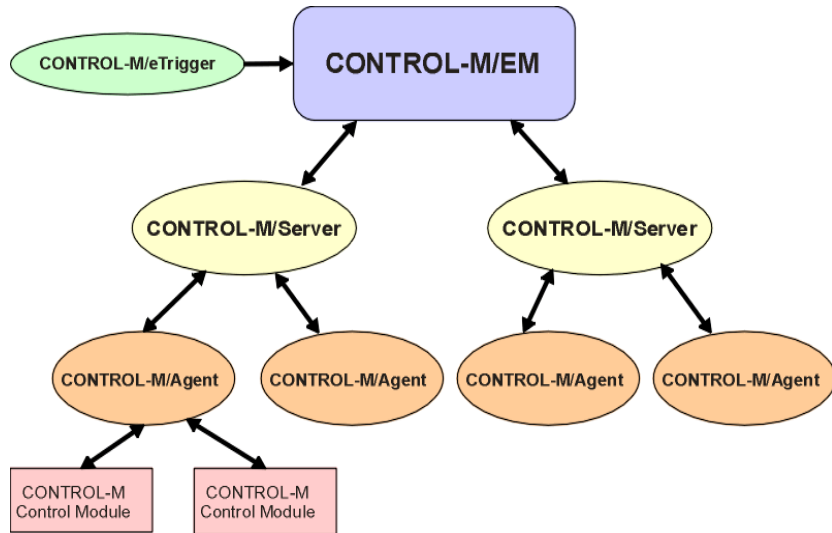 CONTROL-M/eTrigger
CONTROL-M/EM
CONTROL-M/Server
CONTROL-M/Server
CONTROL-M/Agent
CONTROL-M/Agent
CONTROL-M/Agent
CONTROL-M/Agent
CONTROL-M
Control Module
CONTROL-M
Control Module